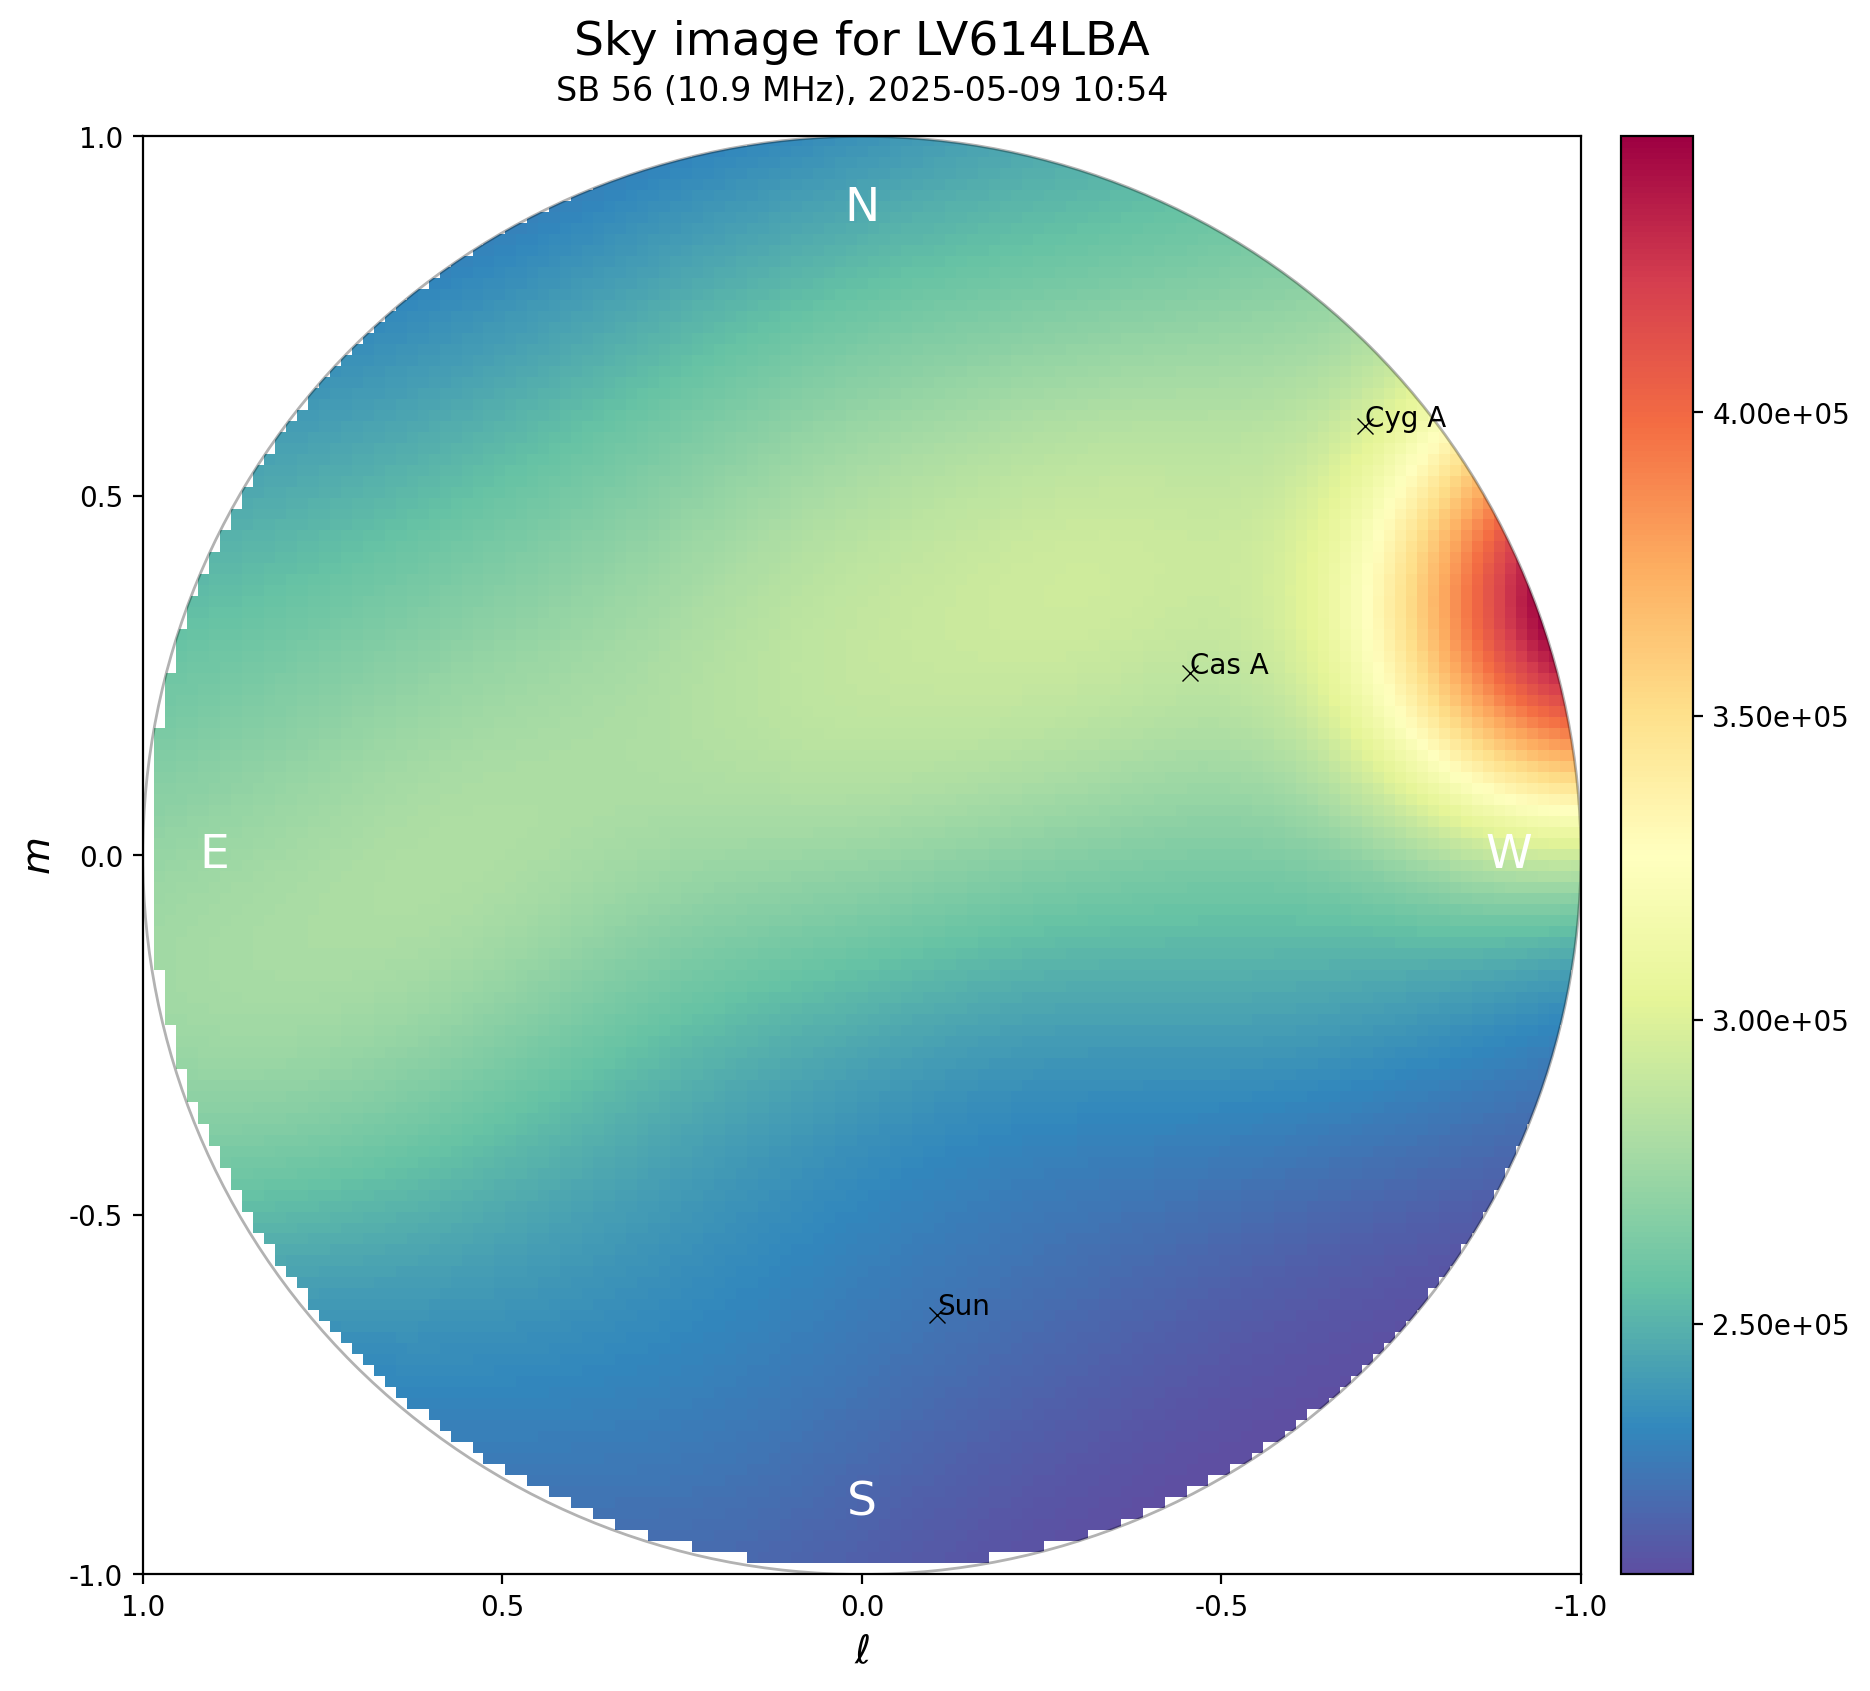 Sky image for LV614LBA
SB 56 (10.9 MHz), 2025-05-09 10:54
1.0
0.5
0.0
-0.5
-1.0
m
N
E
W
S
Cyg A
Cas A
Sun
1.0
0.5
0.0
-0.5
-1.0
ℓ
4.00e+05
3.50e+05
3.00e+05
2.50e+05